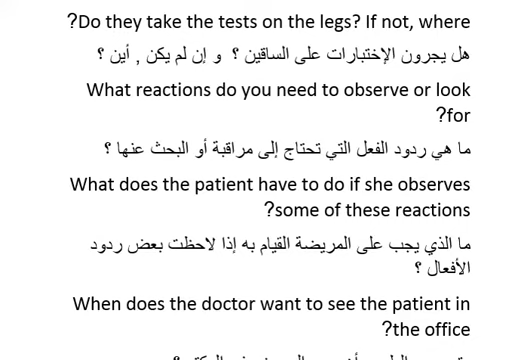 Do they take the tests on the legs? If not, where?
هل يجرون الإختبارات على الساقين ؟ و إن لم يكن , أين ؟
What reactions do you need to observe or look
for?
ما هي ردود الفعل التي تحتاج إلى مراقبة أو البحث عنها ؟
What does the patient have to do if she observes
some of these reactions?
ما الذي يجب على المريضة القيام به إذا لاحظت بعض ردود
الأفعال ؟
When does the doctor want to see the patient in
the office?